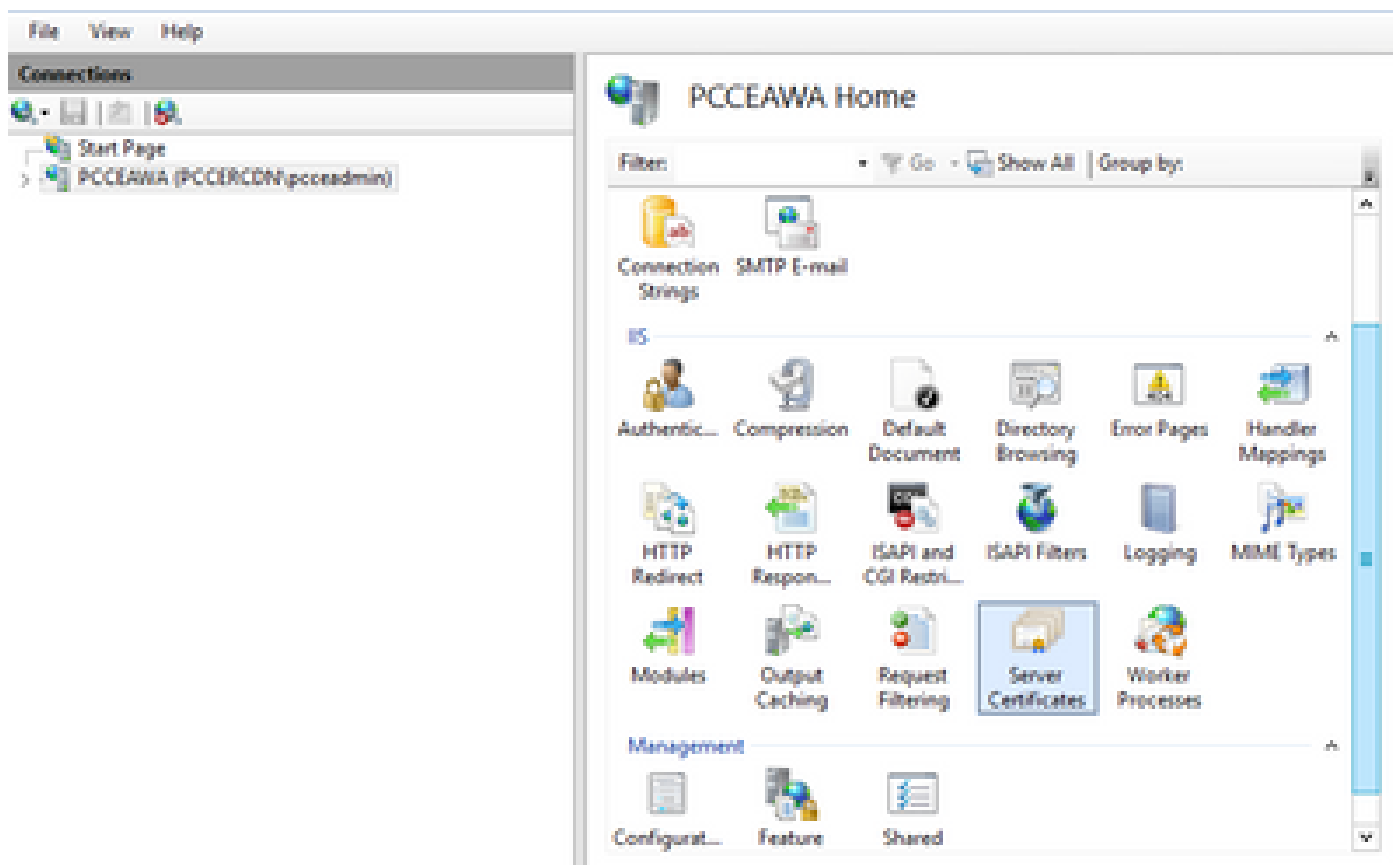 File View Help
Connections
Start Page
PCCEAWA (PCCERCDN\pcceadmin)
PCCEAWA Home
Filter: Go Show All Group by:
Connection Strings
SMTP E-mail
IIS
Authentic...
Compression
Default Document
Directory Browsing
Error Pages
Handler Mappings
HTTP Redirect
HTTP Respon...
ISAPI and CGI Restri...
ISAPI Filters
Logging
MIME Types
Modules
Output Caching
Request Filtering
Server Certificates
Worker Processes
Management
Configurat...
Feature
Shared